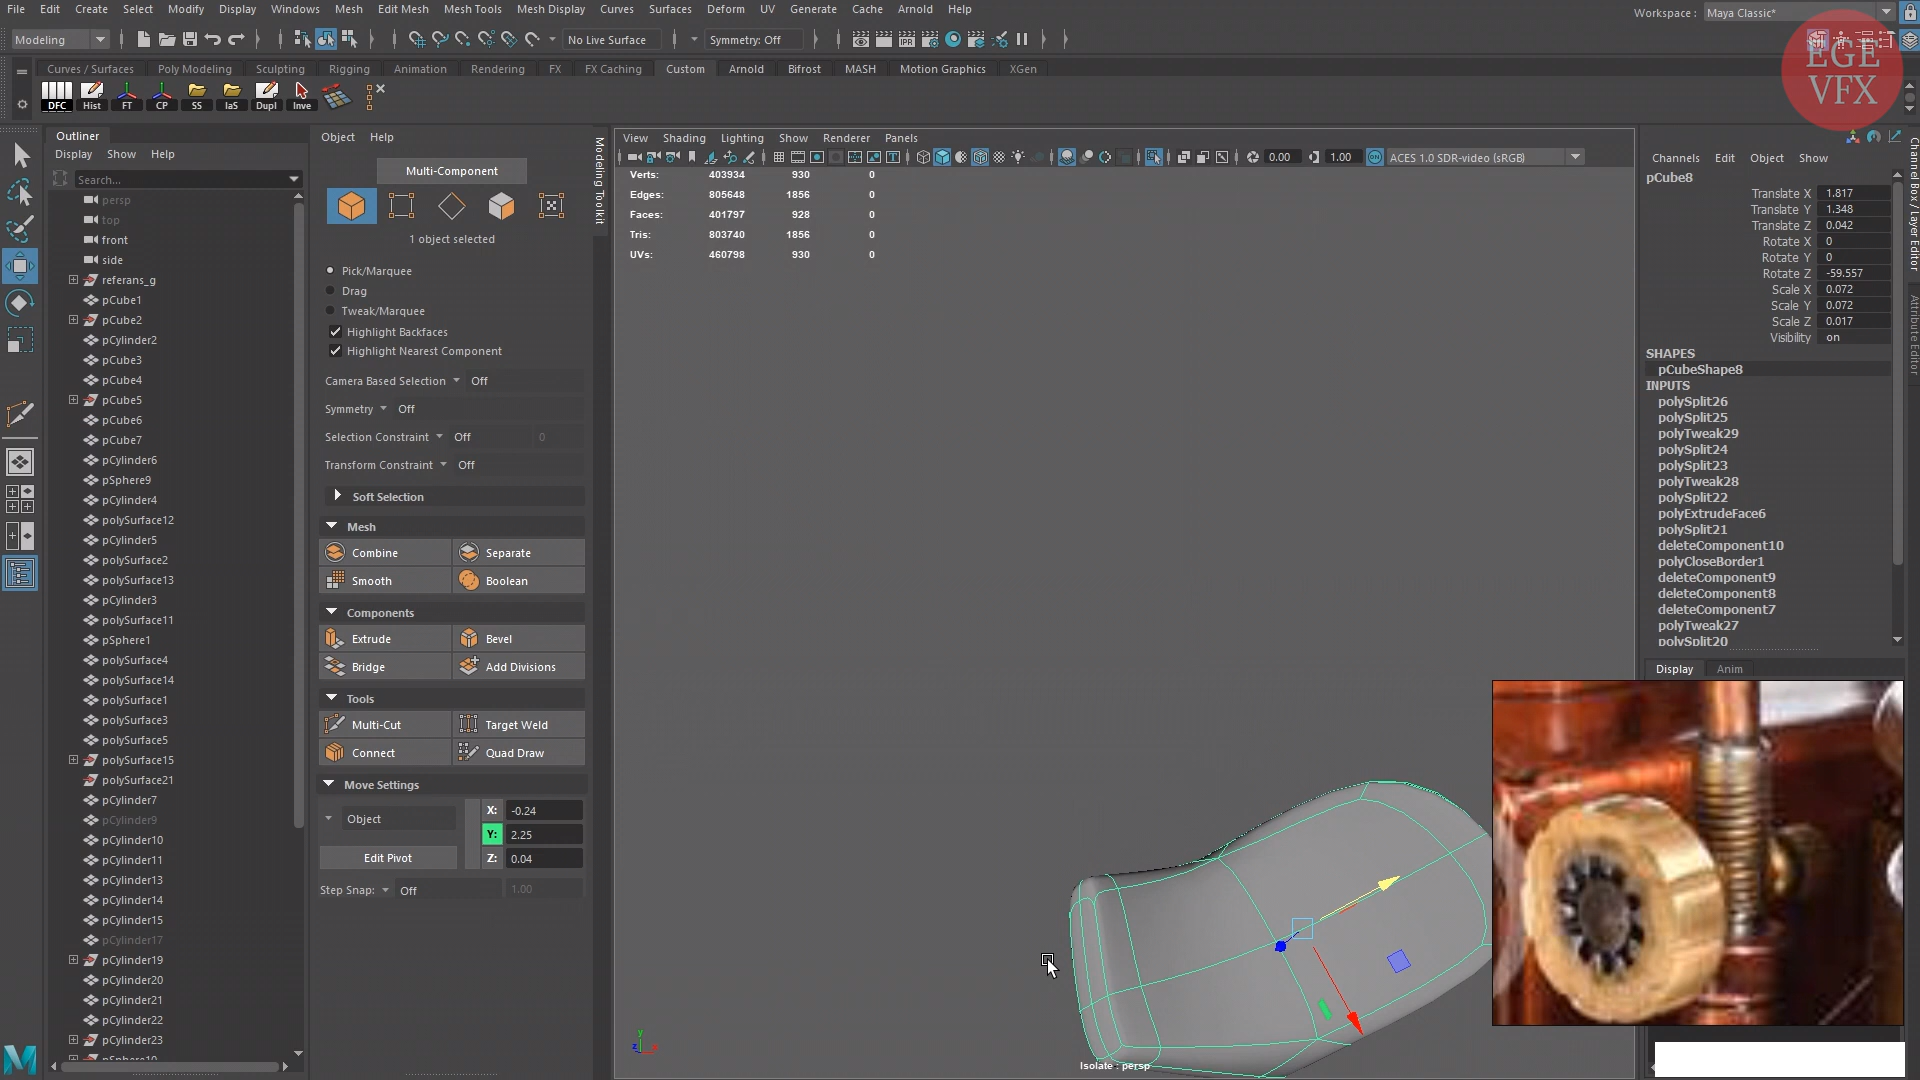 File Edit Create Select Modify Display Windows Mesh Edit Mesh Mesh Tools Mesh Display Curves Surfaces Deform UV Generate Cache Arnold Help
Workspace : Maya Classic*
Modeling
No Live Surface
Symmetry: Off
EGE
VFX
Curves / Surfaces Poly Modeling Sculpting Rigging Animation Rendering FX FX Caching Custom Arnold Bifrost MASH Motion Graphics XGen
DFC Hist FT CP SS IaS Dupl Inve
Outliner
Display Show Help
Search...
persp
top
front
side
referans_g
pCube1
pCube2
pCylinder2
pCube3
pCube4
pCube5
pCube6
pCube7
pCylinder6
pSphere9
pCylinder4
polySurface12
pCylinder5
polySurface2
polySurface13
pCylinder3
polySurface11
pSphere1
polySurface4
polySurface14
polySurface1
polySurface3
polySurface5
polySurface15
polySurface21
pCylinder7
pCylinder9
pCylinder10
pCylinder11
pCylinder13
pCylinder14
pCylinder15
pCylinder17
pCylinder19
pCylinder20
pCylinder21
pCylinder22
pCylinder23
pSphere10
Object Help
Multi-Component
1 object selected
Pick/Marquee
Drag
Tweak/Marquee
Highlight Backfaces
Highlight Nearest Component
Camera Based Selection Off
Symmetry Off
Selection Constraint Off 0
Transform Constraint Off
Soft Selection
Mesh
Combine Separate
Smooth Boolean
Components
Extrude Bevel
Bridge Add Divisions
Tools
Multi-Cut Target Weld
Connect Quad Draw
Move Settings
Object
X: -0.24
Y: 2.25
Edit Pivot
Z: 0.04
Step Snap: Off 1.00
Modeling Toolkit
View Shading Lighting Show Renderer Panels
0.00 1.00 ACES 1.0 SDR-video (sRGB)
Verts: 403934 930 0
Edges: 805648 1856 0
Faces: 401797 928 0
Tris: 803740 1856 0
UVs: 460798 930 0
y
z
Isolate : persp
Channels Edit Object Show
pCube8
Translate X 1.817
Translate Y 1.348
Translate Z 0.042
Rotate X 0
Rotate Y 0
Rotate Z -59.557
Scale X 0.072
Scale Y 0.072
Scale Z 0.017
Visibility on
SHAPES
pCubeShape8
INPUTS
polySplit26
polySplit25
polyTweak29
polySplit24
polySplit23
polyTweak28
polySplit22
polyExtrudeFace6
polySplit21
deleteComponent10
polyCloseBorder1
deleteComponent9
deleteComponent8
deleteComponent7
polyTweak27
polySplit20
Display Anim
Channel Box / Layer Editor
Attribute Editor